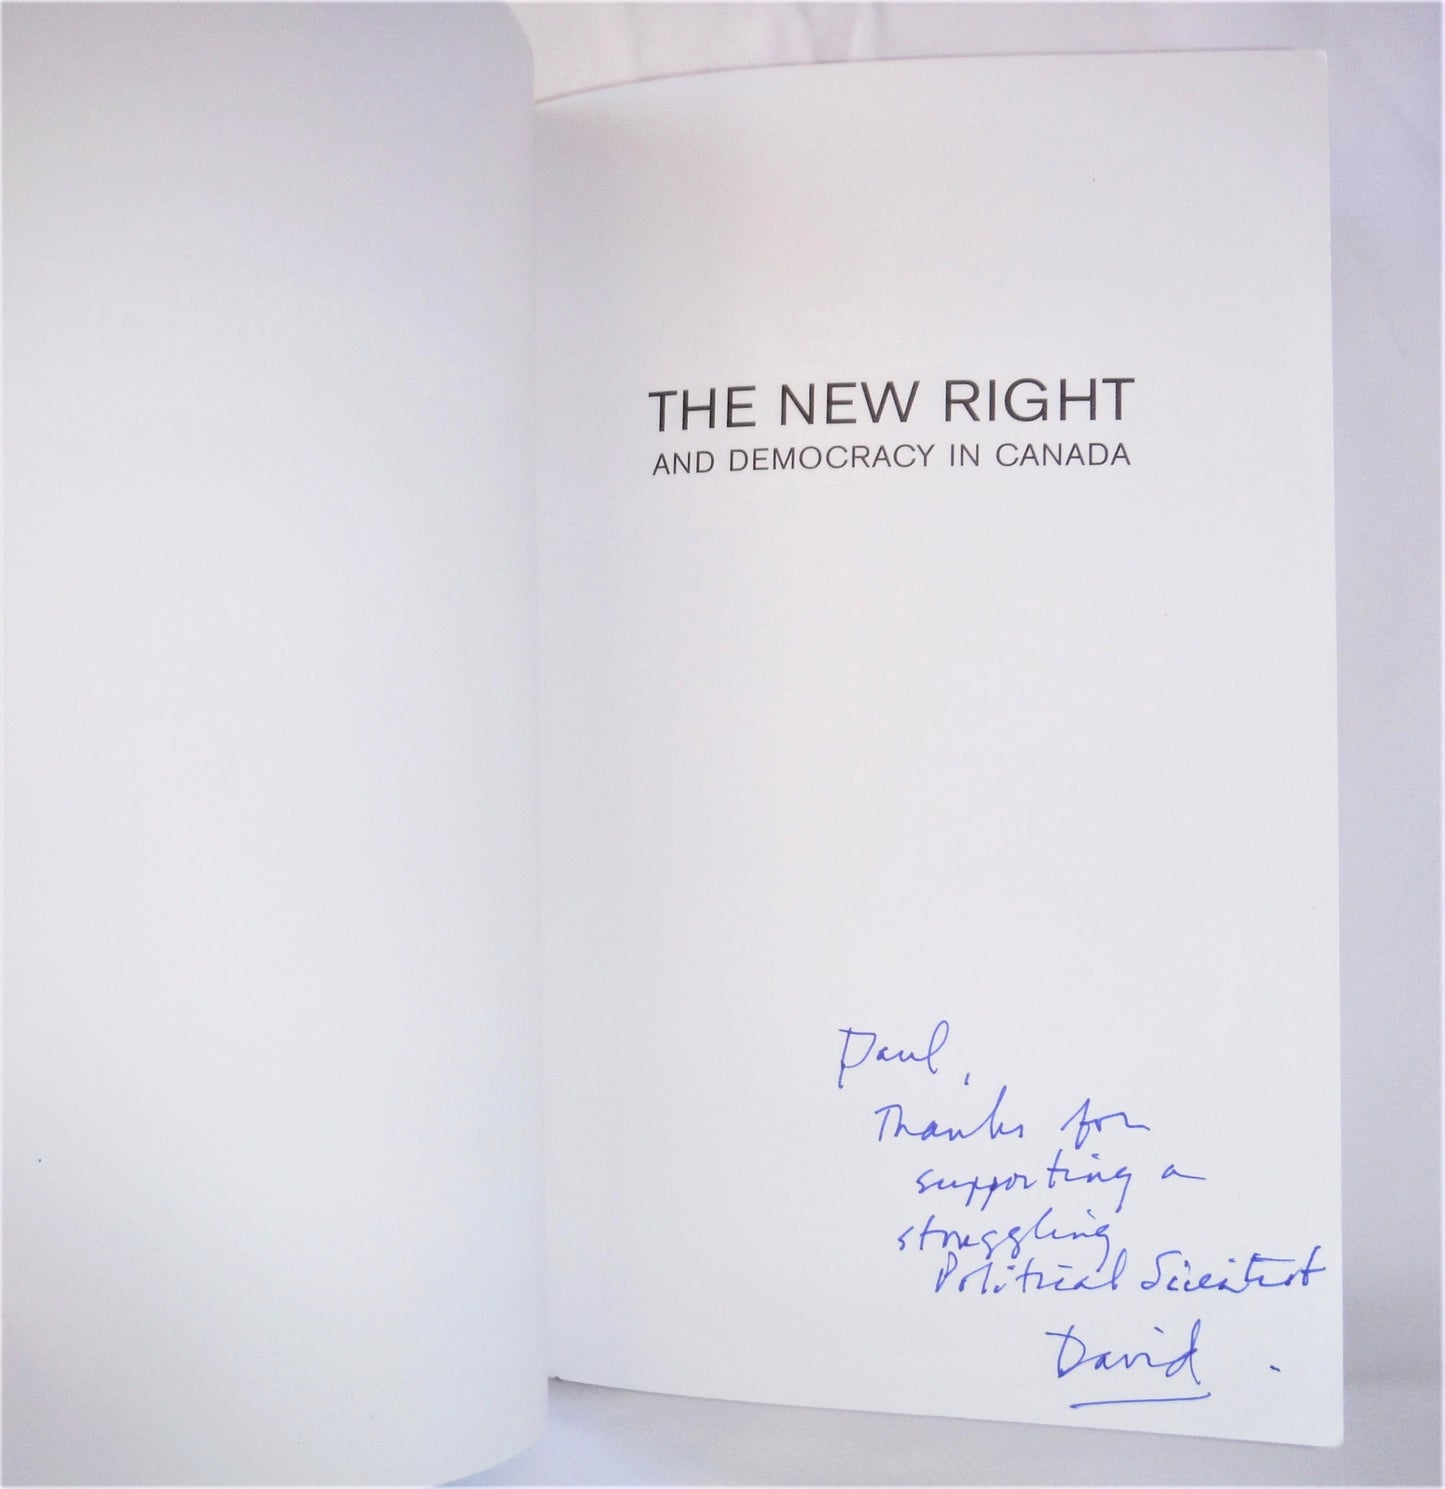 THE NEW RIGHT
AND DEMOCRACY IN CANADA
Paul,
Thanks for
supporting a
struggling
Political Scientist
David